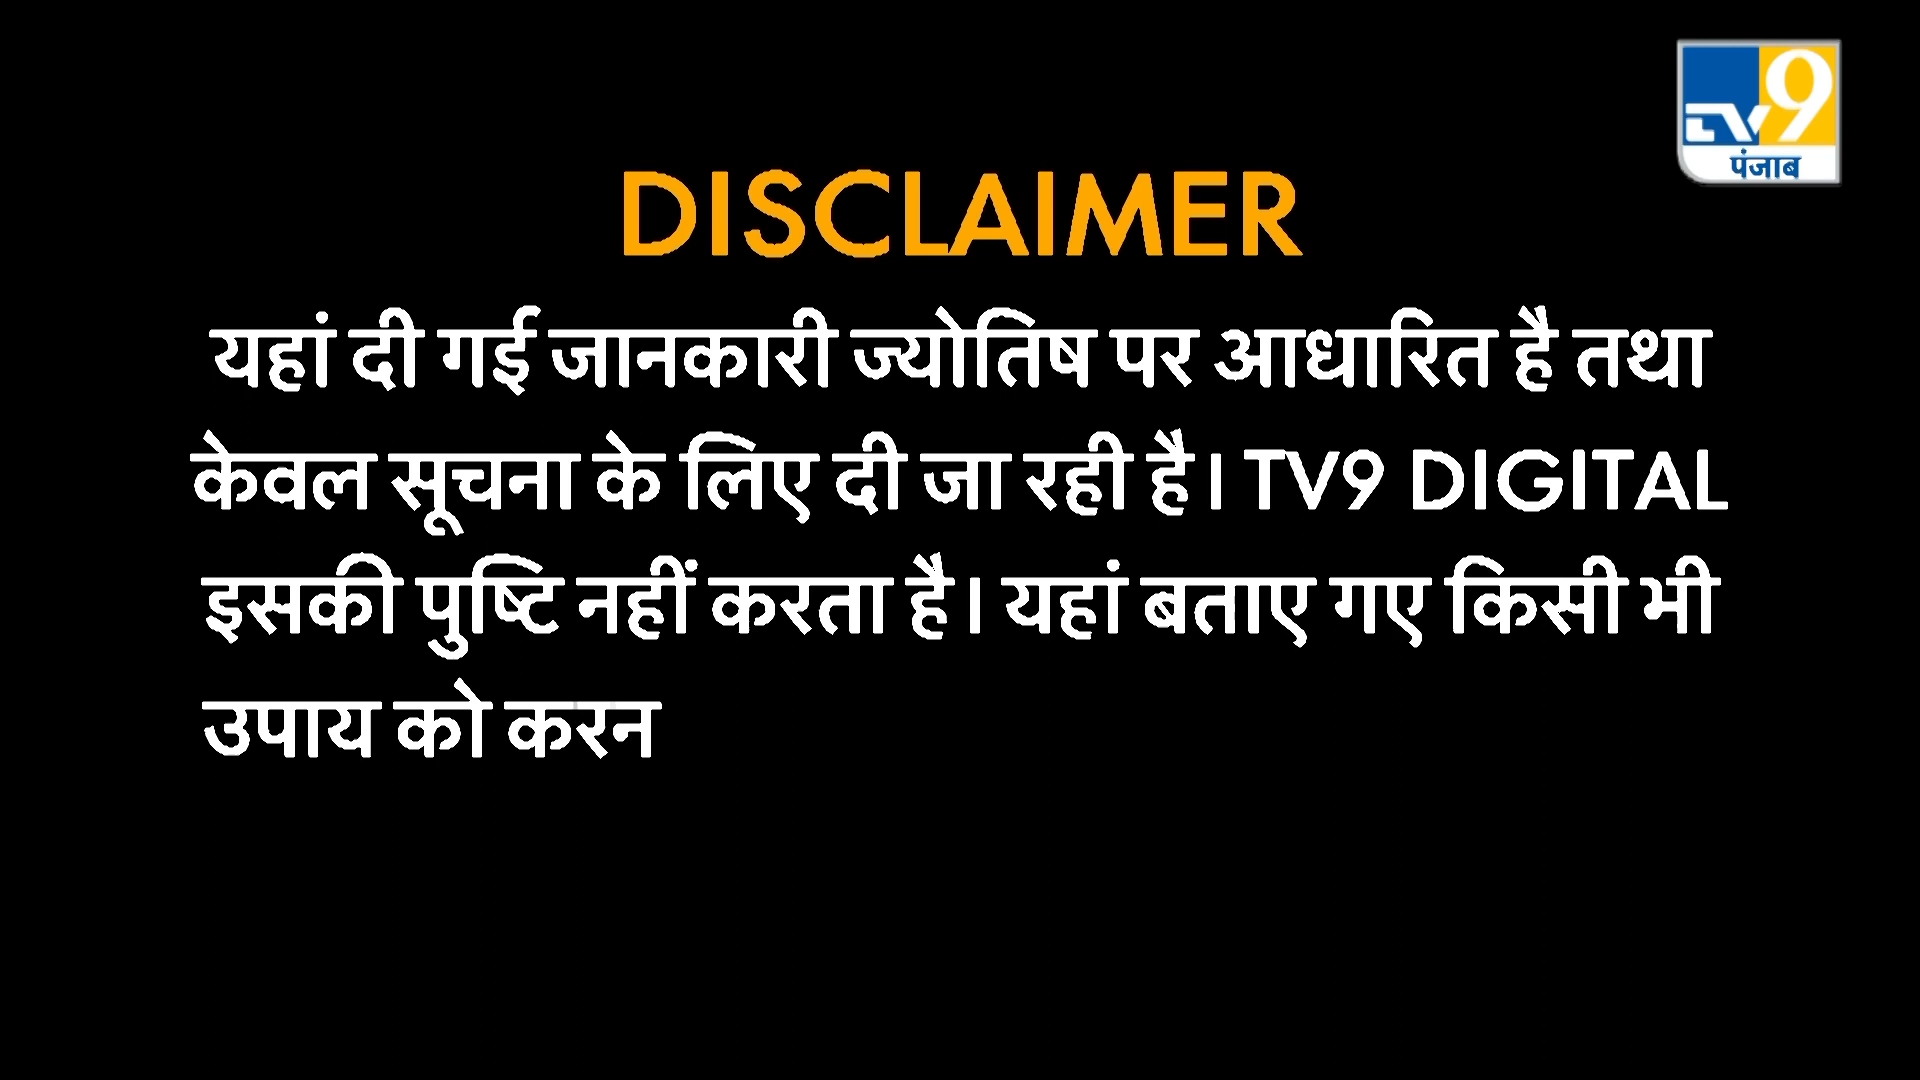 TV9
पंजाब
DISCLAIMER
यहां दी गई जानकारी ज्योतिष पर आधारित है तथा
केवल सूचना के लिए दी जा रही है। TV9 DIGITAL
इसकी पुष्टि नहीं करता है। यहां बताए गए किसी भी
उपाय को करन